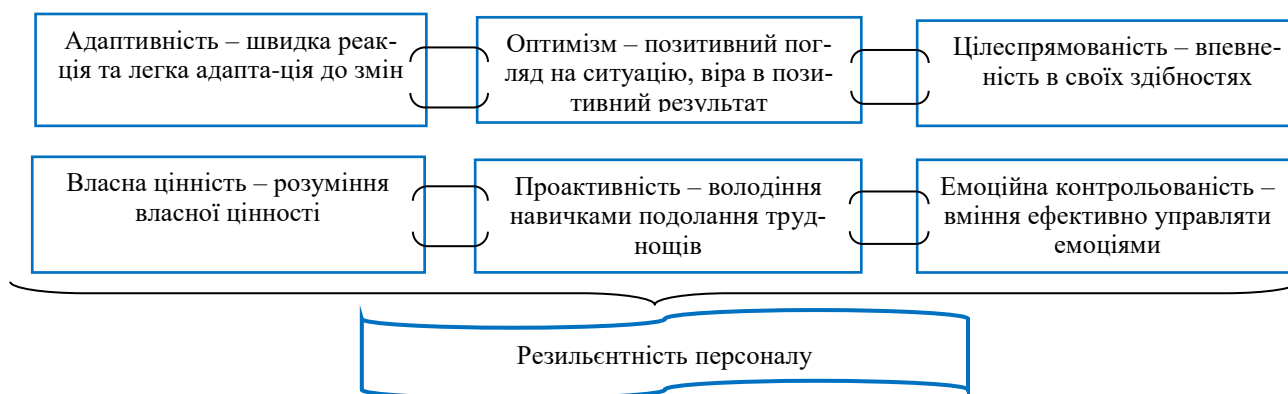 Адаптивність – швидка реак-
ція та легка адапта-ція до змін
Оптимізм – позитивний пог-
ляд на ситуацію, віра в пози-
тивний результат
Цілеспрямованість – впевне-
ність в своїх здібностях
Власна цінність – розуміння
власної цінності
Проактивність – володіння
навичками подолання труд-
нощів
Емоційна контрольованість –
вміння ефективно управляти
емоціями
Резильєнтність персоналу